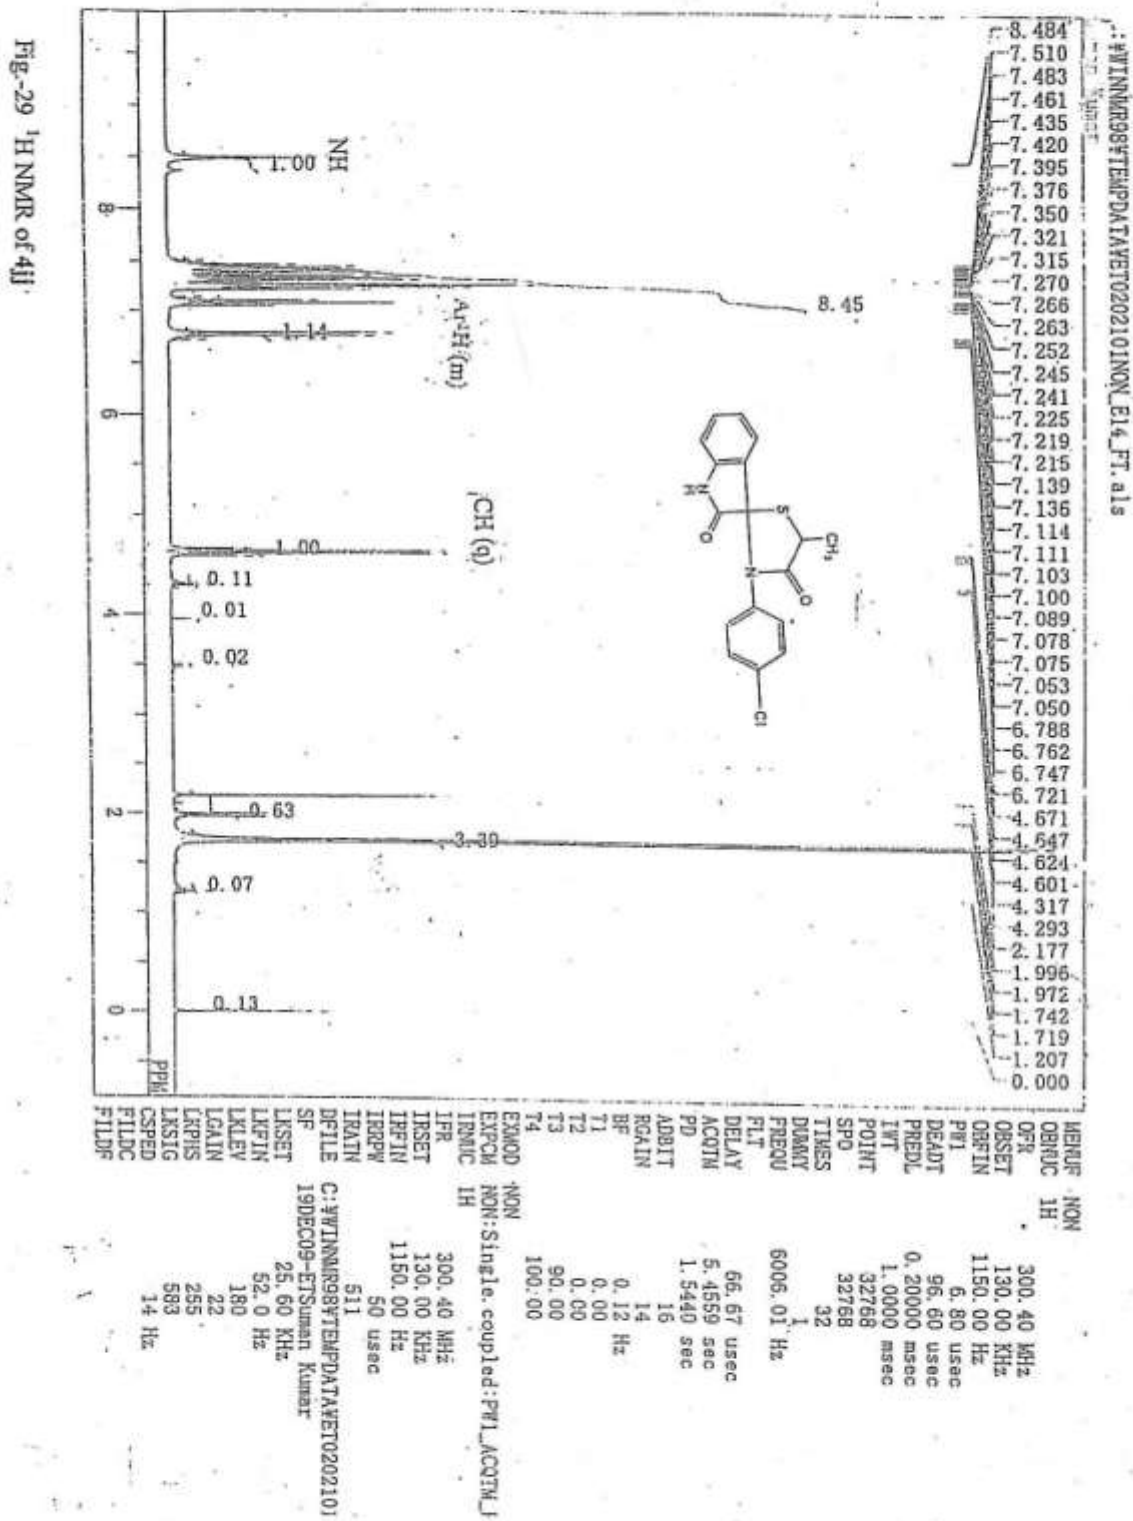 :¥WINNMR98¥TEMPDATA¥ET0202101NON_E14_FT.als
8.484
7.510
7.483
7.461
7.435
7.420
7.395
7.376
7.350
7.321
7.315
7.270
7.266
7.263
7.252
7.245
7.241
7.225
7.219
7.215
7.139
7.136
7.114
7.111
7.103
7.100
7.089
7.078
7.075
7.053
7.050
6.788
6.762
6.747
6.721
4.671
4.647
4.624
4.601
4.317
4.293
2.177
1.996
1.972
1.742
1.719
1.207
0.000
NH
1.00
8.45
Ar-H (m)
1.14
CH (q)
1.00
0.11
0.01
0.02
0.63
3.39
0.07
0.13
S
CH₃
O
N
N
H
O
Cl
8
6
4
2
0
PPM
MENUF NON
OBNUC 1H
OFR 300.40 MHz
OBSET 130.00 KHz
OBFIN 1150.00 Hz
PW1 6.80 usec
DEADT 96.60 usec
PREDL 0.20000 msec
IWT 1.0000 msec
POINT 32768
SPO 32768
TIMES 32
DUMMY 1
FREQU 6006.01 Hz
FLT
DELAY 66.67 usec
ACQTM 5.4559 sec
PD 1.5440 sec
ADBIT 16
RGAIN 14
BF 0.12 Hz
T1 0.00
T2 0.00
T3 90.00
T4 100.00
EXMOD NON
EXPCM NON:Single coupled:PW1_ACQTM_
IRNUC 1H
IFR 300.40 MHz
IRSET 130.00 KHz
IRFIN 1150.00 Hz
IRRPW 50 usec
IRATN 511
DFILE C:¥WINNMR98¥TEMPDATA¥ET0202101
SF 19DEC09-ETSuman Kumar
LKSET 25.60 KHz
LKFIN 52.0 Hz
LKLEV 180
LGAIN 22
LKPHS 255
LKSIG 583
CSPED 14 Hz
FILDC
FILDF
Fig.-29 ¹H NMR of 4jj